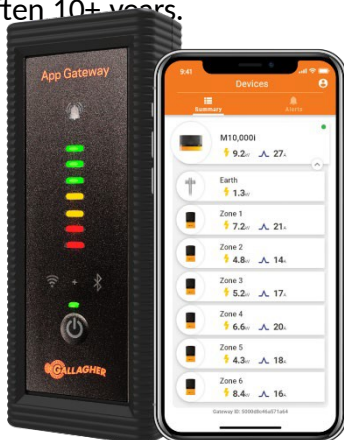 ten 10+ years.
App Gateway
+
GALLAGHER
9:41
Devices
Summary
Alerts
M10,000i
9.2kV 27A
Earth
1.3kV
Zone 1
7.2kV 21A
Zone 2
4.8kV 14A
Zone 3
5.2kV 17A
Zone 4
6.6kV 20A
Zone 5
4.3kV 18A
Zone 6
8.4kV 16A